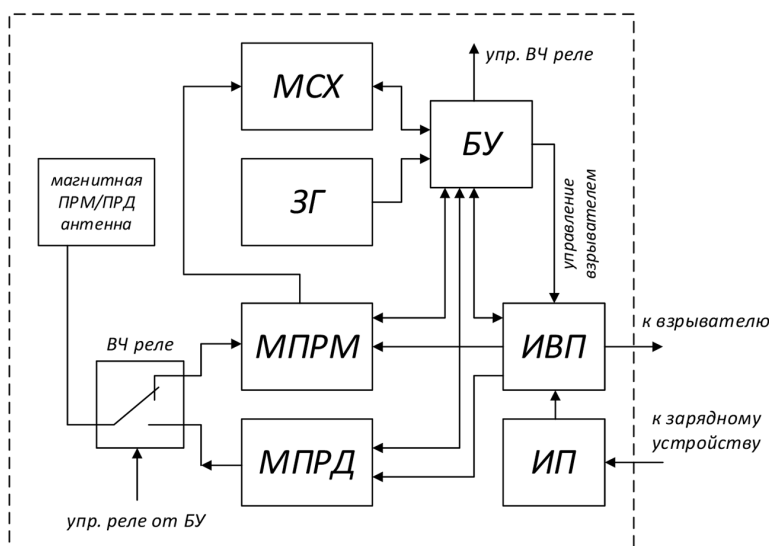 упр. ВЧ реле
МСХ
БУ
ЗГ
магнитная
ПРМ/ПРД
антенна
управление
взрывателем
к взрывателю
ВЧ реле
МПРМ
ИВП
к зарядному
устройству
МПРД
ИП
упр. реле от БУ